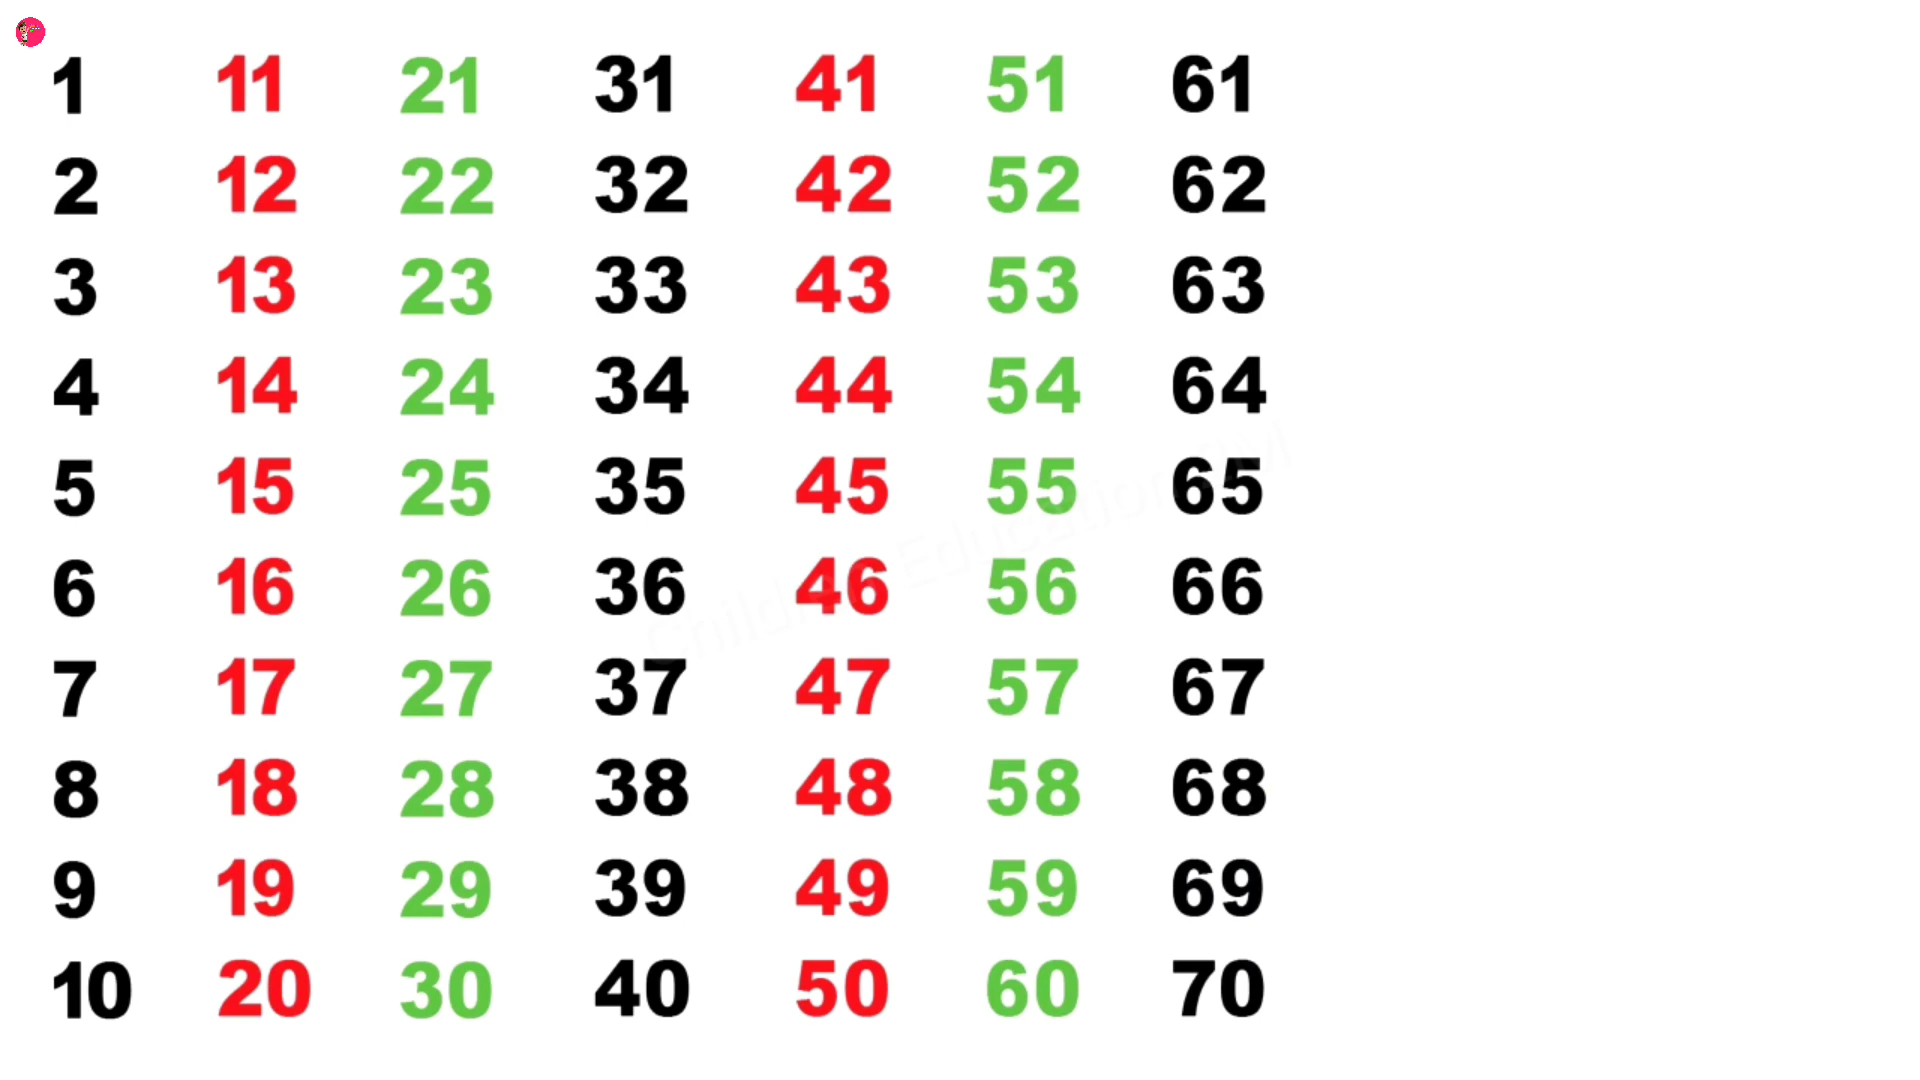 1 11 21 31 41 51 61
2 12 22 32 42 52 62
3 13 23 33 43 53 63
4 14 24 34 44 54 64
5 15 25 35 45 55 65
6 16 26 36 46 56 66
7 17 27 37 47 57 67
8 18 28 38 48 58 68
9 19 29 39 49 59 69
10 20 30 40 50 60 70
Education